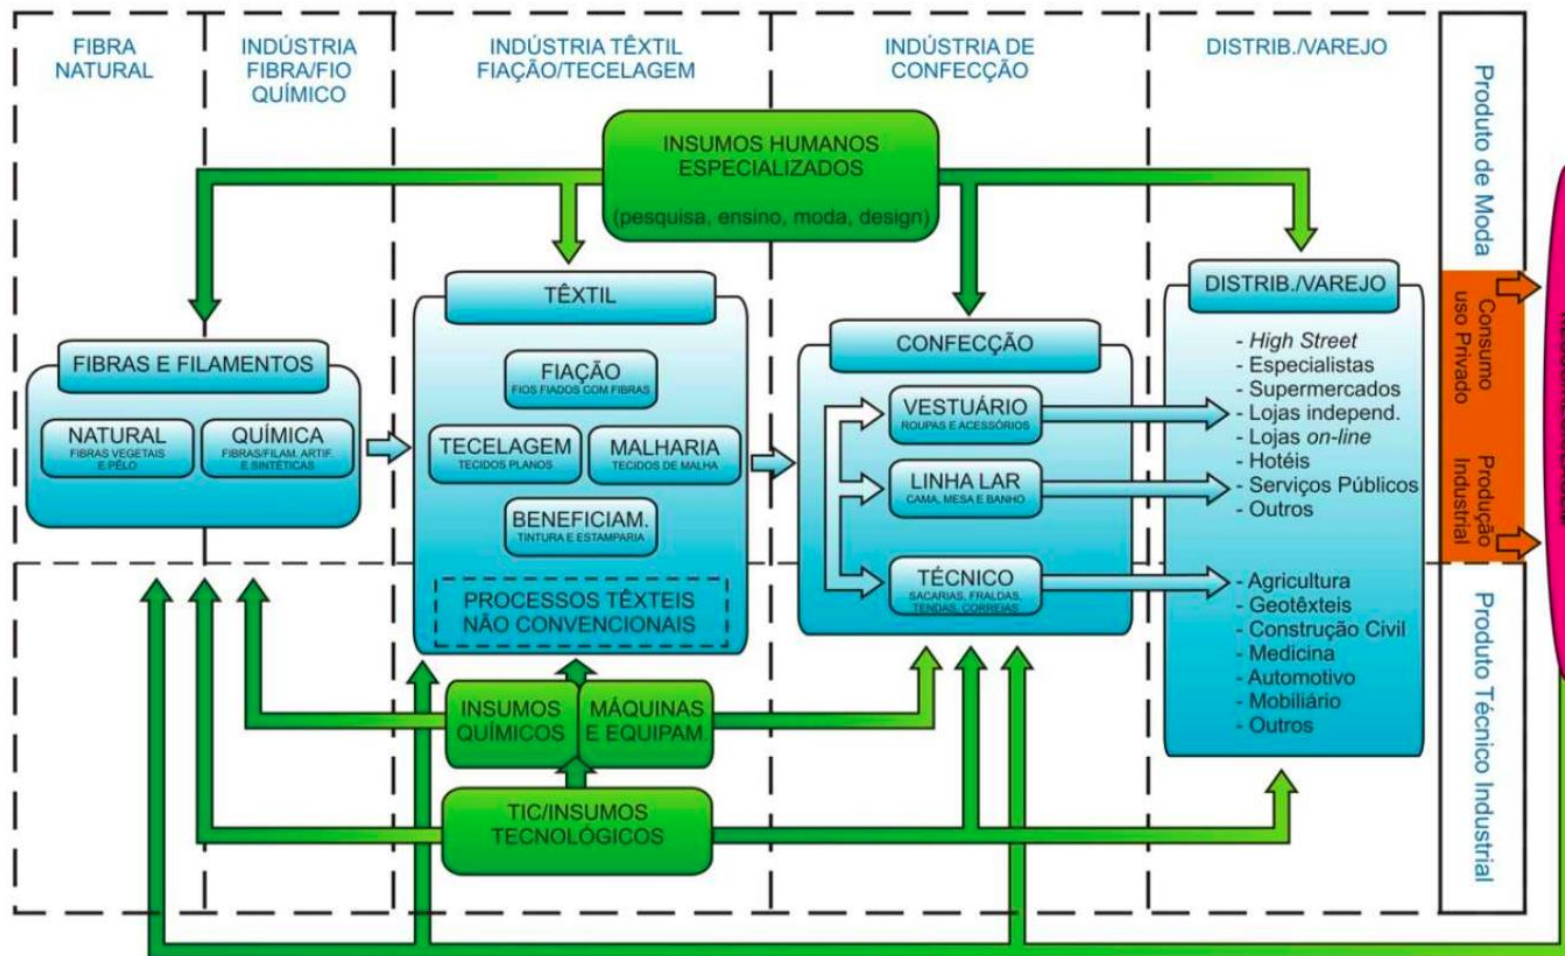 FIBRA
NATURAL
INDÚSTRIA
FIBRA/FIO
QUÍMICO
INDÚSTRIA TÊXTIL
FIAÇÃO/TECELAGEM
INDÚSTRIA DE
CONFECÇÃO
DISTRIB./VAREJO
INSUMOS HUMANOS
ESPECIALIZADOS
(pesquisa, ensino, moda, design)
FIBRAS E FILAMENTOS
NATURAL
FIBRAS VEGETAIS
E PÊLO
QUÍMICA
FIBRAS/FILAM. ARTIF.
E SINTÉTICAS
TÊXTIL
FIAÇÃO
FIOS FIADOS COM FIBRAS
TECELAGEM
TECIDOS PLANOS
MALHARIA
TECIDOS DE MALHA
BENEFICIAM.
TINTURA E ESTAMPARIA
PROCESSOS TÊXTEIS
NÃO CONVENCIONAIS
CONFECÇÃO
VESTUÁRIO
ROUPAS E ACESSÓRIOS
LINHA LAR
CAMA, MESA E BANHO
TÉCNICO
SACARIAS, FRALDAS,
TENDAS, CORREIAS
DISTRIB./VAREJO
- High Street
- Especialistas
- Supermercados
- Lojas independ.
- Lojas on-line
- Hotéis
- Serviços Públicos
- Outros
- Agricultura
- Geotêxteis
- Construção Civil
- Medicina
- Automotivo
- Mobiliário
- Outros
INSUMOS
QUÍMICOS
MÁQUINAS
E EQUIPAM.
TIC/INSUMOS
TECNOLÓGICOS
Produto de Moda
Consumo
uso Privado
Produção
Industrial
Produto Técnico Industrial